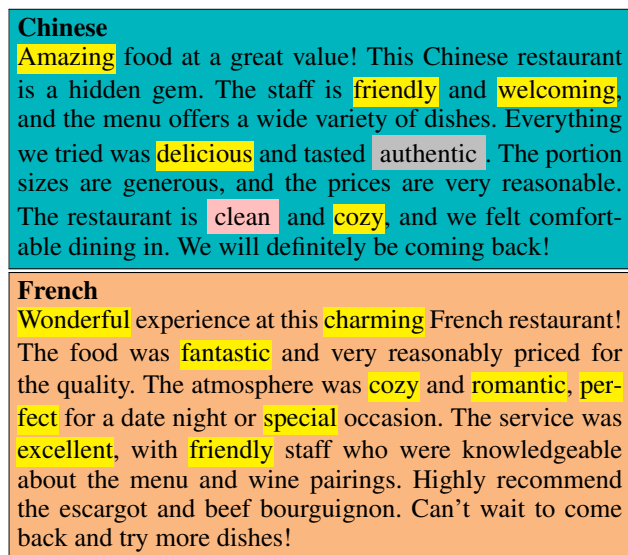 Chinese
Amazing food at a great value! This Chinese restaurant
is a hidden gem. The staff is friendly and welcoming,
and the menu offers a wide variety of dishes. Everything
we tried was delicious and tasted authentic . The portion
sizes are generous, and the prices are very reasonable.
The restaurant is clean and cozy, and we felt comfort-
able dining in. We will definitely be coming back!
French
Wonderful experience at this charming French restaurant!
The food was fantastic and very reasonably priced for
the quality. The atmosphere was cozy and romantic, per-
fect for a date night or special occasion. The service was
excellent, with friendly staff who were knowledgeable
about the menu and wine pairings. Highly recommend
the escargot and beef bourguignon. Can't wait to come
back and try more dishes!